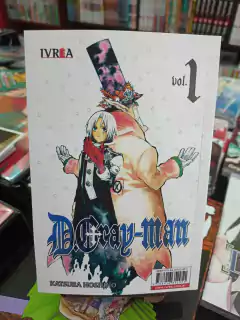 IVREA
vol.1
D.Gray-man
KATSURA HOSHINO